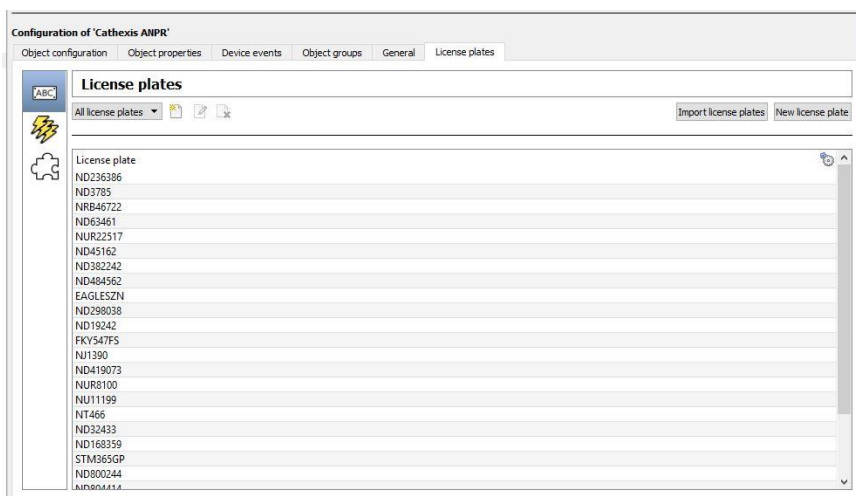 Configuration of 'Cathexis ANPR'
Object configuration Object properties Device events Object groups General License plates
ABC License plates
All license plates Import license plates New license plate
License plate
ND236386
ND3785
NRB46722
ND63461
NUR22517
ND45162
ND382242
ND484562
EAGLESZN
ND298038
ND19242
FKY547FS
NJ1390
ND419073
NUR8100
NU11199
NT466
ND32433
ND168359
STM365GP
ND800244
ND804414